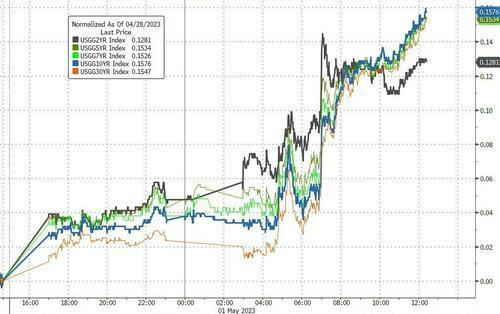 Normalized As Of 04/28/2023
Last Price
USGG2YR Index 0.1281
USGG5YR Index 0.1534
USGG7YR Index 0.1526
USGG10YR Index 0.1576
USGG30YR Index 0.1547
0.1576
0.1534
0.14
0.1281
0.12
0.10
0.08
0.06
0.04
0.02
0.00
16:00 18:00 20:00 22:00 00:00 02:00 04:00 06:00 08:00 10:00 12:00
01 May 2023